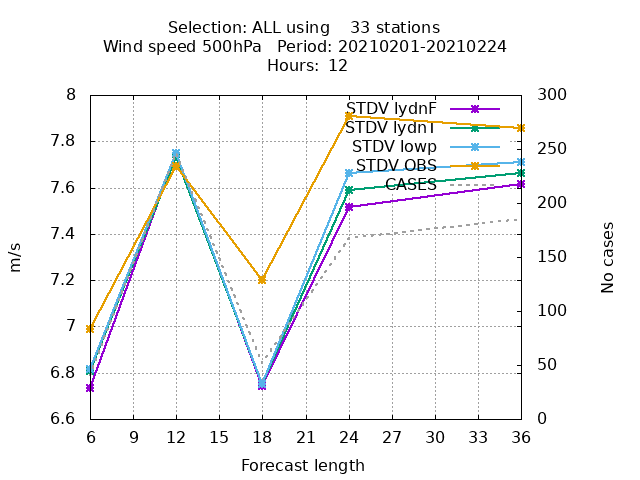 Selection: ALL using    33 stations
Wind speed 500hPa   Period: 20210201-20210224
Hours:  12
8
7.8
7.6
7.4
7.2
7
6.8
6.6
300
250
200
150
100
50
0
STDV lydnF
STDV lydnT
STDV lowp
STDV OBS
CASES
m/s
No cases
6 9 12 15 18 21 24 27 30 33 36
Forecast length